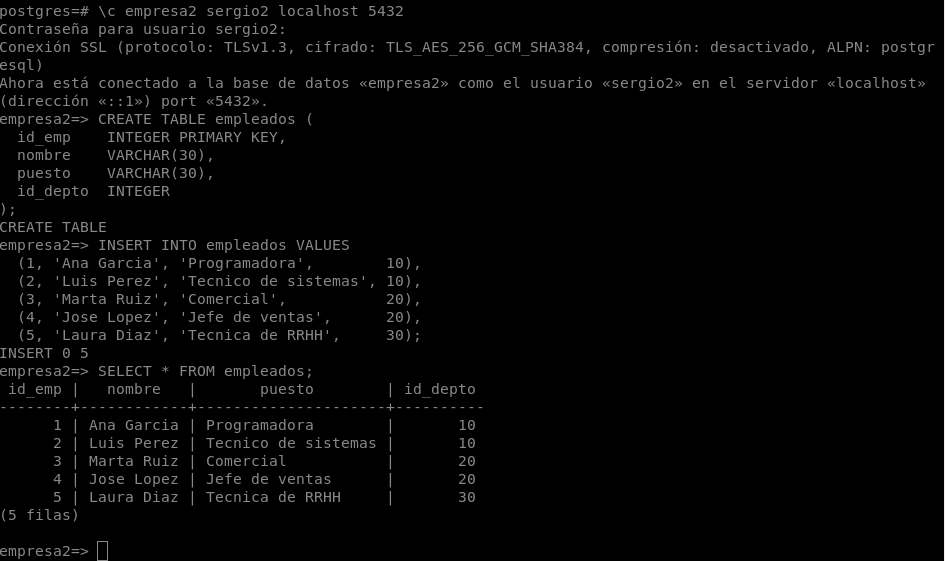 postgres=# \c empresa2 sergio2 localhost 5432
Contraseña para usuario sergio2:
Conexión SSL (protocolo: TLSv1.3, cifrado: TLS_AES_256_GCM_SHA384, compresión: desactivado, ALPN: postgr
esql)
Ahora está conectado a la base de datos «empresa2» como el usuario «sergio2» en el servidor «localhost»
(dirección «::1») port «5432».
empresa2=> CREATE TABLE empleados (
  id_emp    INTEGER PRIMARY KEY,
  nombre    VARCHAR(30),
  puesto    VARCHAR(30),
  id_depto  INTEGER
);
CREATE TABLE
empresa2=> INSERT INTO empleados VALUES
  (1, 'Ana Garcia', 'Programadora',        10),
  (2, 'Luis Perez', 'Tecnico de sistemas', 10),
  (3, 'Marta Ruiz', 'Comercial',           20),
  (4, 'Jose Lopez', 'Jefe de ventas',      20),
  (5, 'Laura Diaz', 'Tecnica de RRHH',     30);
INSERT 0 5
empresa2=> SELECT * FROM empleados;
 id_emp |   nombre   |       puesto        | id_depto
--------+------------+---------------------+----------
      1 | Ana Garcia | Programadora        |       10
      2 | Luis Perez | Tecnico de sistemas |       10
      3 | Marta Ruiz | Comercial           |       20
      4 | Jose Lopez | Jefe de ventas      |       20
      5 | Laura Diaz | Tecnica de RRHH     |       30
(5 filas)

empresa2=>